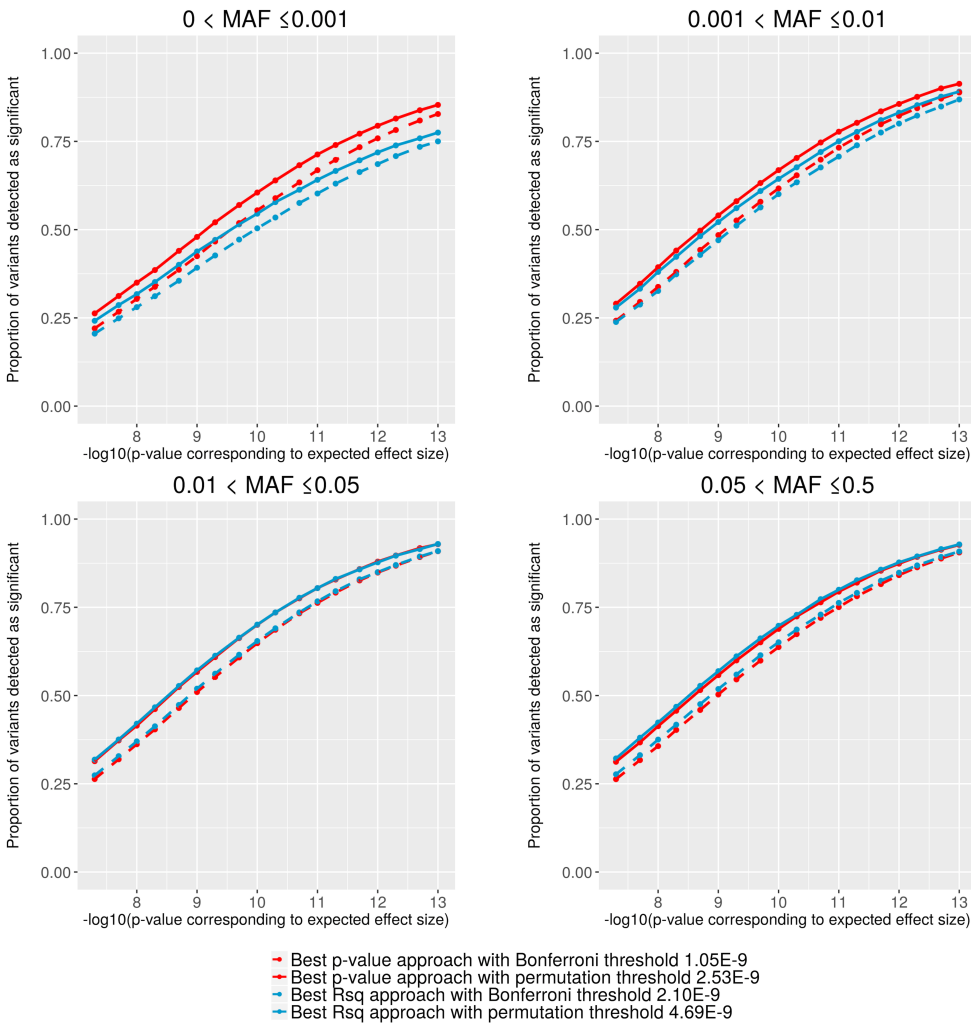 0 < MAF ≤0.001
0.001 < MAF ≤0.01
Proportion of variants detected as significant
1.00
0.75
0.50
0.25
0.00
8 9 10 11 12 13
-log10(p-value corresponding to expected effect size)
Proportion of variants detected as significant
1.00
0.75
0.50
0.25
0.00
8 9 10 11 12 13
-log10(p-value corresponding to expected effect size)
0.01 < MAF ≤0.05
0.05 < MAF ≤0.5
Proportion of variants detected as significant
1.00
0.75
0.50
0.25
0.00
8 9 10 11 12 13
-log10(p-value corresponding to expected effect size)
Proportion of variants detected as significant
1.00
0.75
0.50
0.25
0.00
8 9 10 11 12 13
-log10(p-value corresponding to expected effect size)
Best p-value approach with Bonferroni threshold 1.05E-9
Best p-value approach with permutation threshold 2.53E-9
Best Rsq approach with Bonferroni threshold 2.10E-9
Best Rsq approach with permutation threshold 4.69E-9